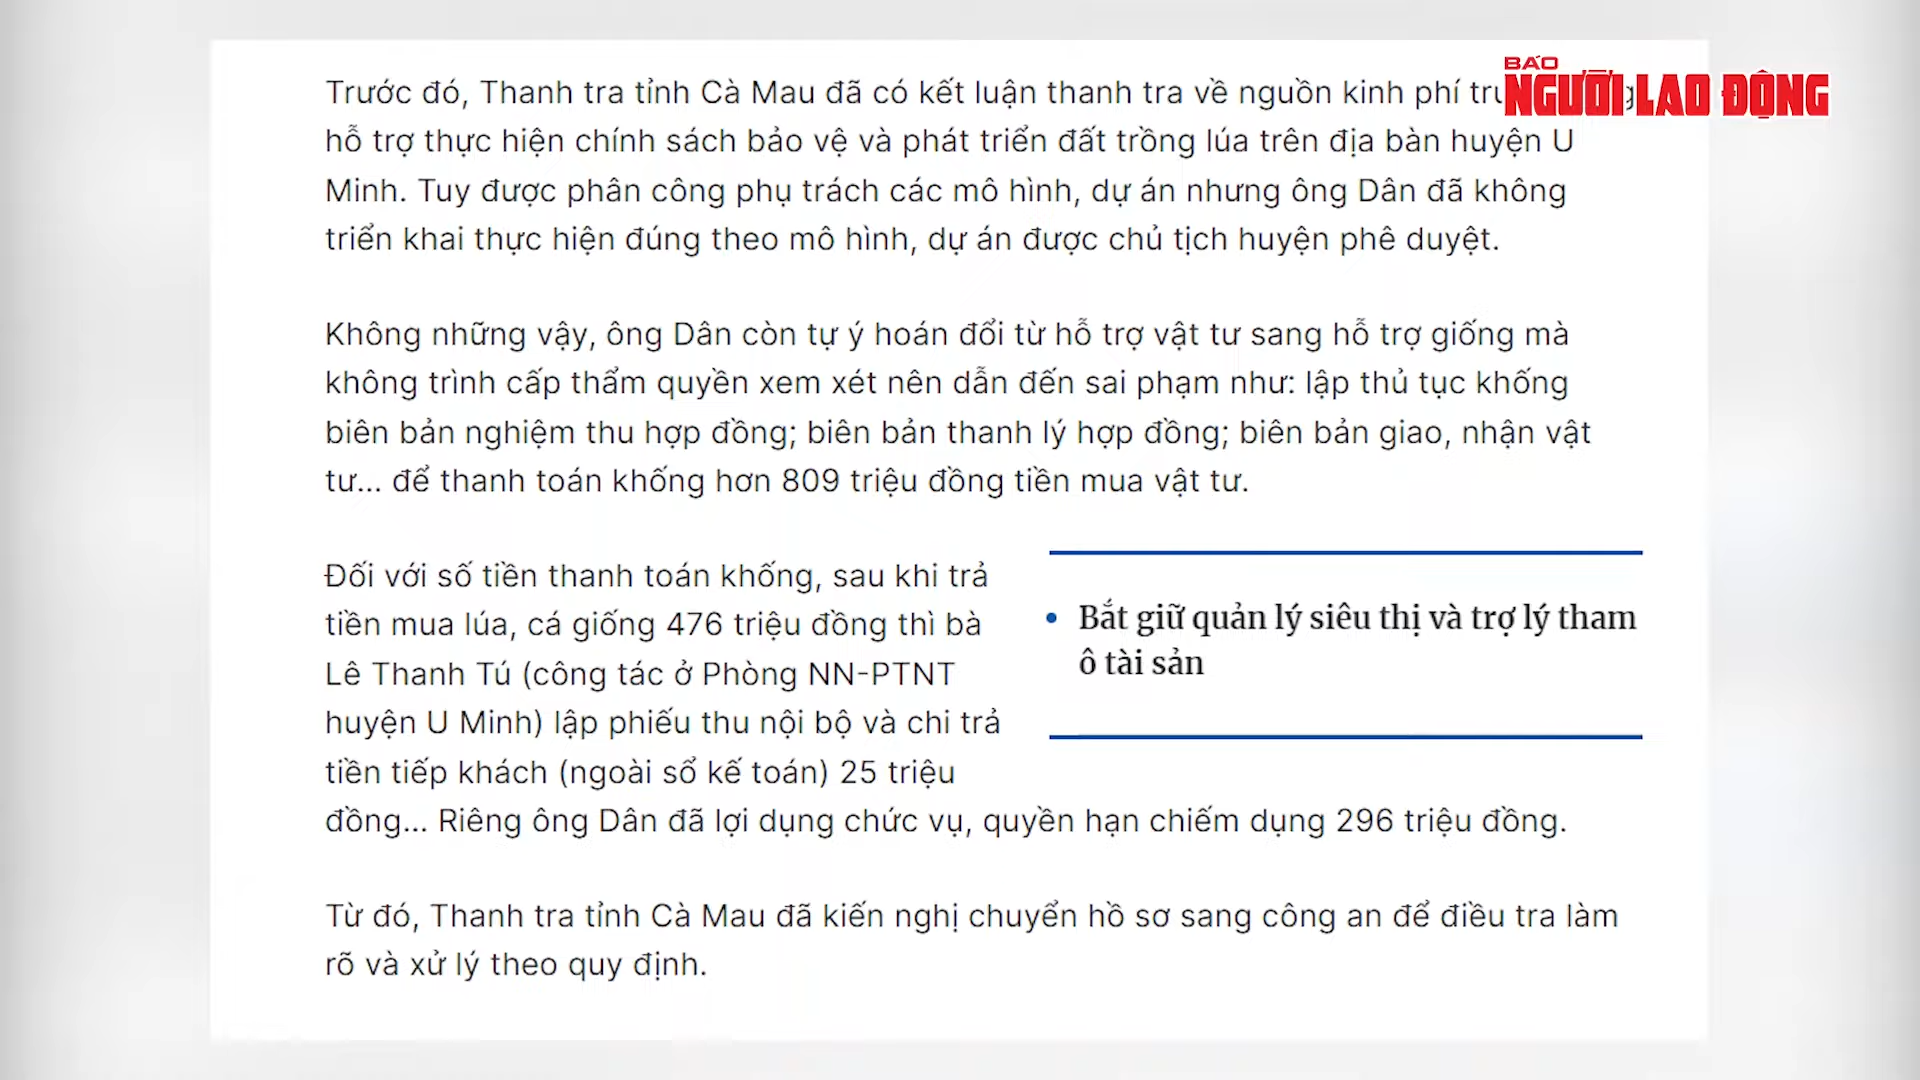 BÁO
NGƯỜI LAO ĐỘNG
Trước đó, Thanh tra tỉnh Cà Mau đã có kết luận thanh tra về nguồn kinh phí
hỗ trợ thực hiện chính sách bảo vệ và phát triển đất trồng lúa trên địa bàn huyện U
Minh. Tuy được phân công phụ trách các mô hình, dự án nhưng ông Dân đã không
triển khai thực hiện đúng theo mô hình, dự án được chủ tịch huyện phê duyệt.
Không những vậy, ông Dân còn tự ý hoán đổi từ hỗ trợ vật tư sang hỗ trợ giống mà
không trình cấp thẩm quyền xem xét nên dẫn đến sai phạm như: lập thủ tục khống
biên bản nghiệm thu hợp đồng; biên bản thanh lý hợp đồng; biên bản giao, nhận vật
tư... để thanh toán khống hơn 809 triệu đồng tiền mua vật tư.
Đối với số tiền thanh toán khống, sau khi trả
tiền mua lúa, cá giống 476 triệu đồng thì bà
Lê Thanh Tú (công tác ở Phòng NN-PTNT
huyện U Minh) lập phiếu thu nội bộ và chi trả
tiền tiếp khách (ngoài sổ kế toán) 25 triệu
đồng... Riêng ông Dân đã lợi dụng chức vụ, quyền hạn chiếm dụng 296 triệu đồng.
• Bắt giữ quản lý siêu thị và trợ lý tham
ô tài sản
Từ đó, Thanh tra tỉnh Cà Mau đã kiến nghị chuyển hồ sơ sang công an để điều tra làm
rõ và xử lý theo quy định.